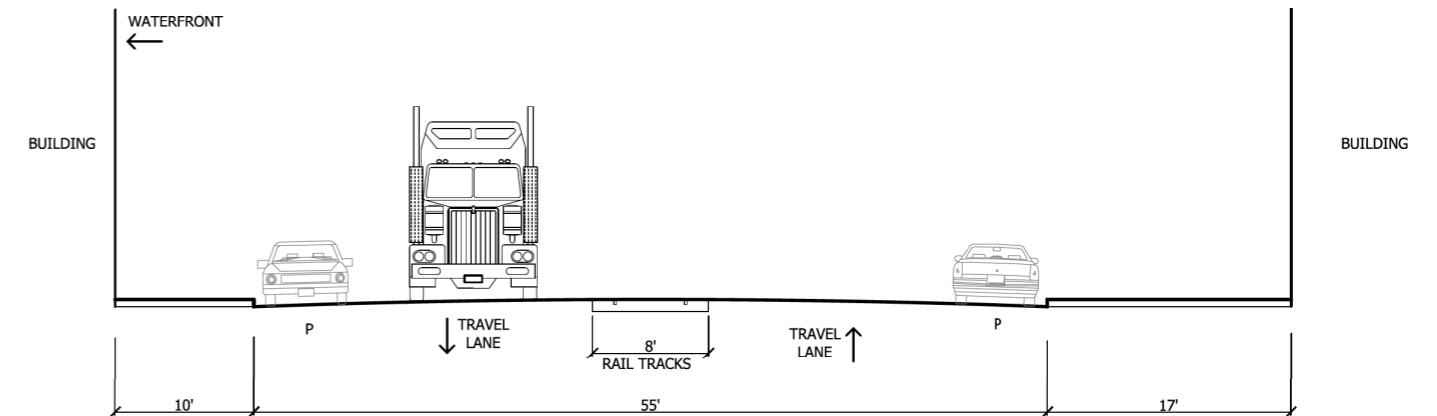 WATERFRONT
BUILDING
BUILDING
P
TRAVEL
LANE
8'
RAIL TRACKS
TRAVEL
LANE
P
10'
55'
17'